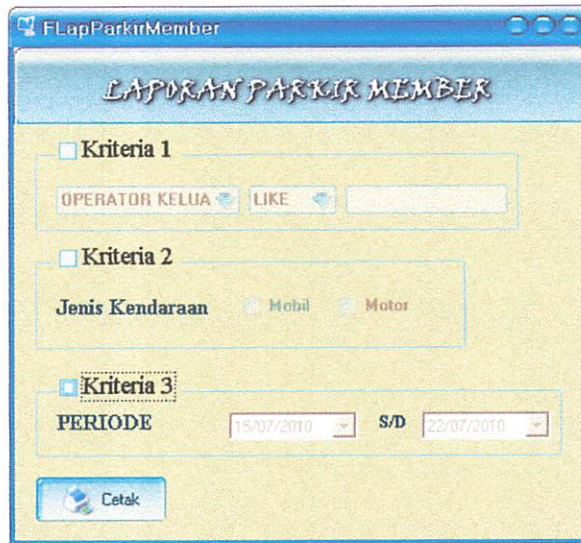 FLapParkirMember
LAPORAN PARKIR MEMBER
Kriteria 1
OPERATOR KELUA LIKE
Kriteria 2
Jenis Kendaraan Mobil Motor
Kriteria 3
PERIODE 15/07/2010 S/D 22/07/2010
Cetak